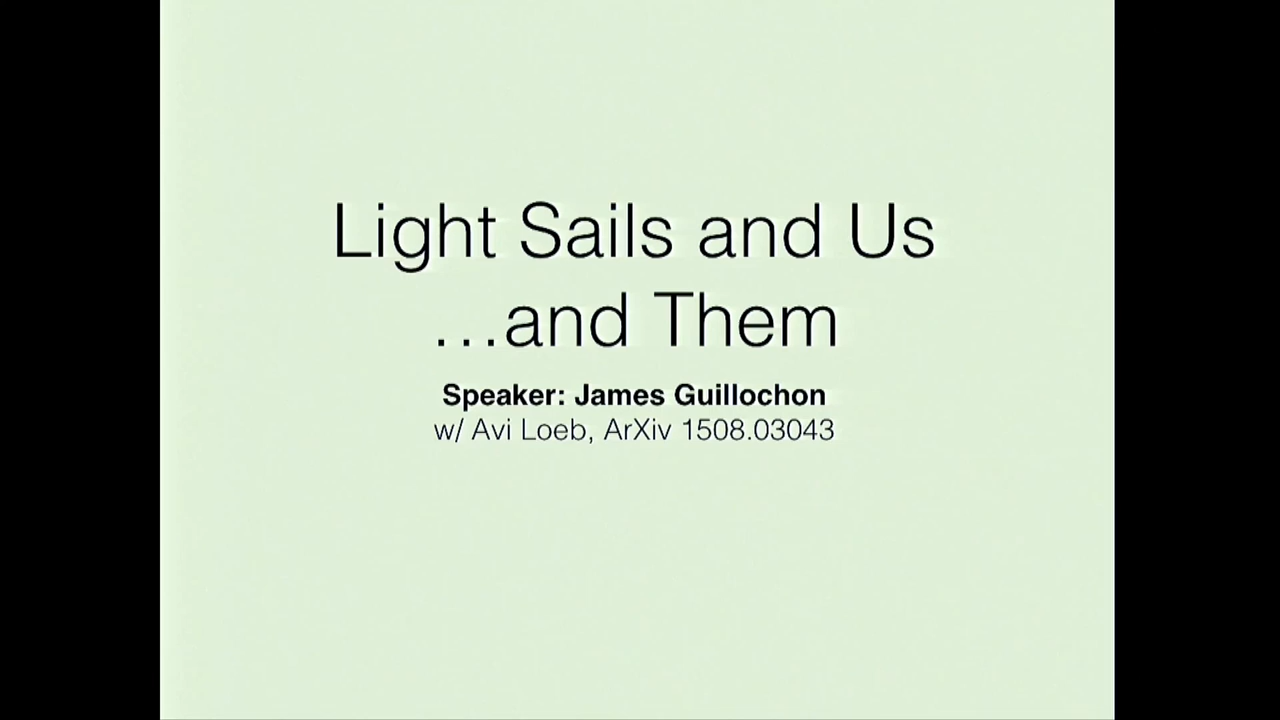 Light Sails and Us
…and Them
Speaker: James Guillochon
w/ Avi Loeb, ArXiv 1508.03043